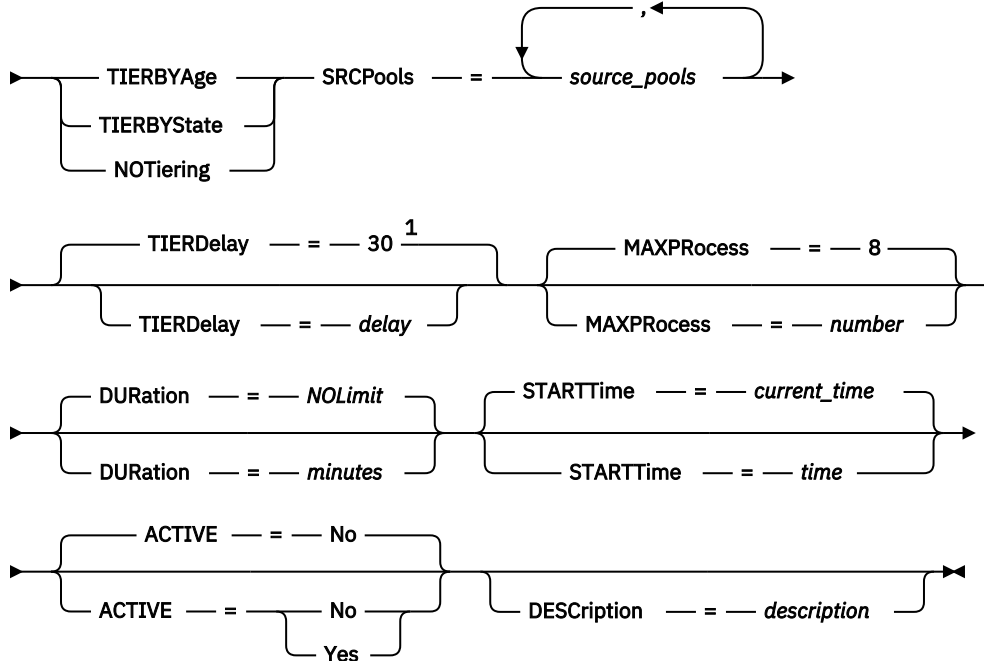 ,
TIERBYAge SRCPools = source_pools
TIERBYState
NOTiering
TIERDelay = 30 1 MAXPRocess = 8
TIERDelay = delay MAXPRocess = number
DURation = NOLimit STARTTime = current_time
DURation = minutes STARTTime = time
ACTIVE = No
ACTIVE = No DESCription = description
Yes